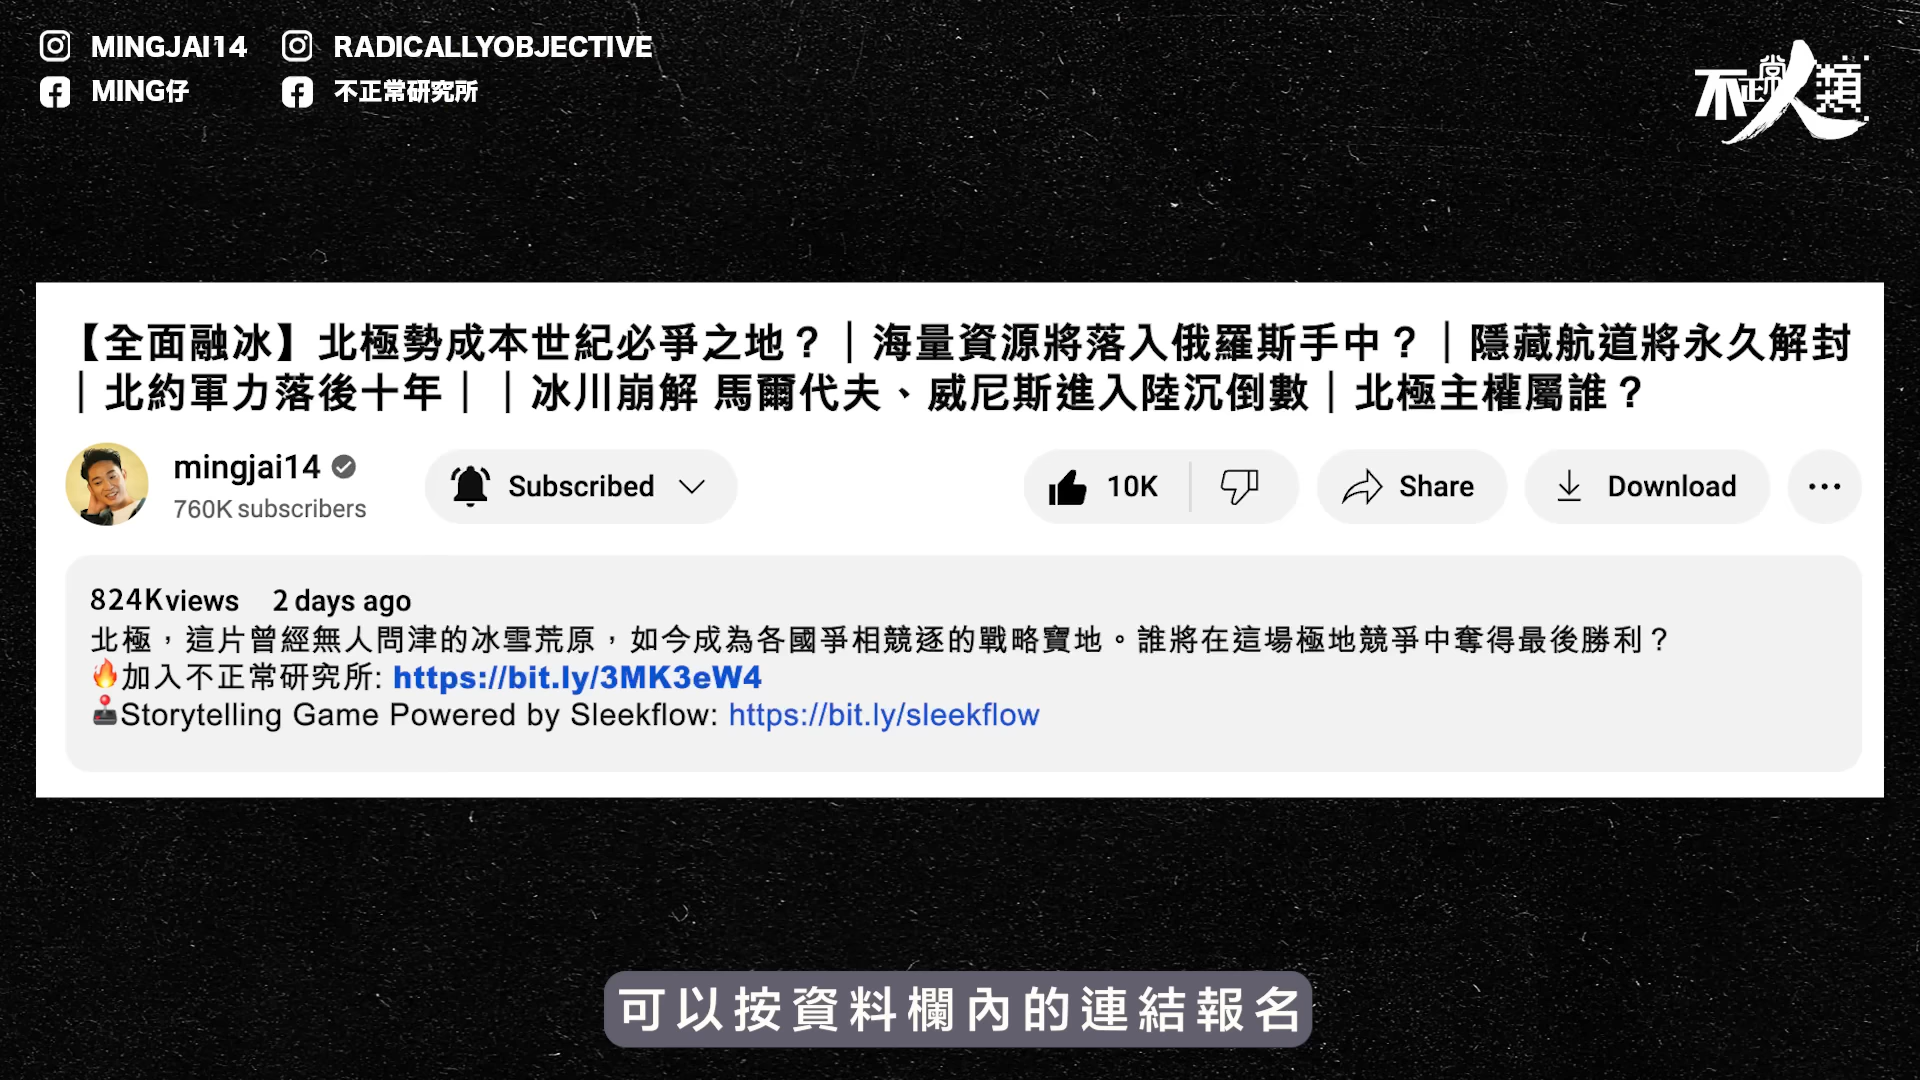 MINGJAI14 RADICALLYOBJECTIVE
MING仔 不正常研究所
不正常人類
【全面融冰】北極勢成本世紀必爭之地？｜海量資源將落入俄羅斯手中？｜隱藏航道將永久解封
｜北約軍力落後十年｜｜冰川崩解 馬爾代夫、威尼斯進入陸沉倒數｜北極主權屬誰？
mingjai14
760K subscribers
Subscribed
10K
Share
Download
824Kviews 2 days ago
北極，這片曾經無人問津的冰雪荒原，如今成為各國爭相競逐的戰略寶地。誰將在這場極地競爭中奪得最後勝利？
🔥加入不正常研究所: https://bit.ly/3MK3eW4
🕹️Storytelling Game Powered by Sleekflow: https://bit.ly/sleekflow
可以按資料欄內的連結報名